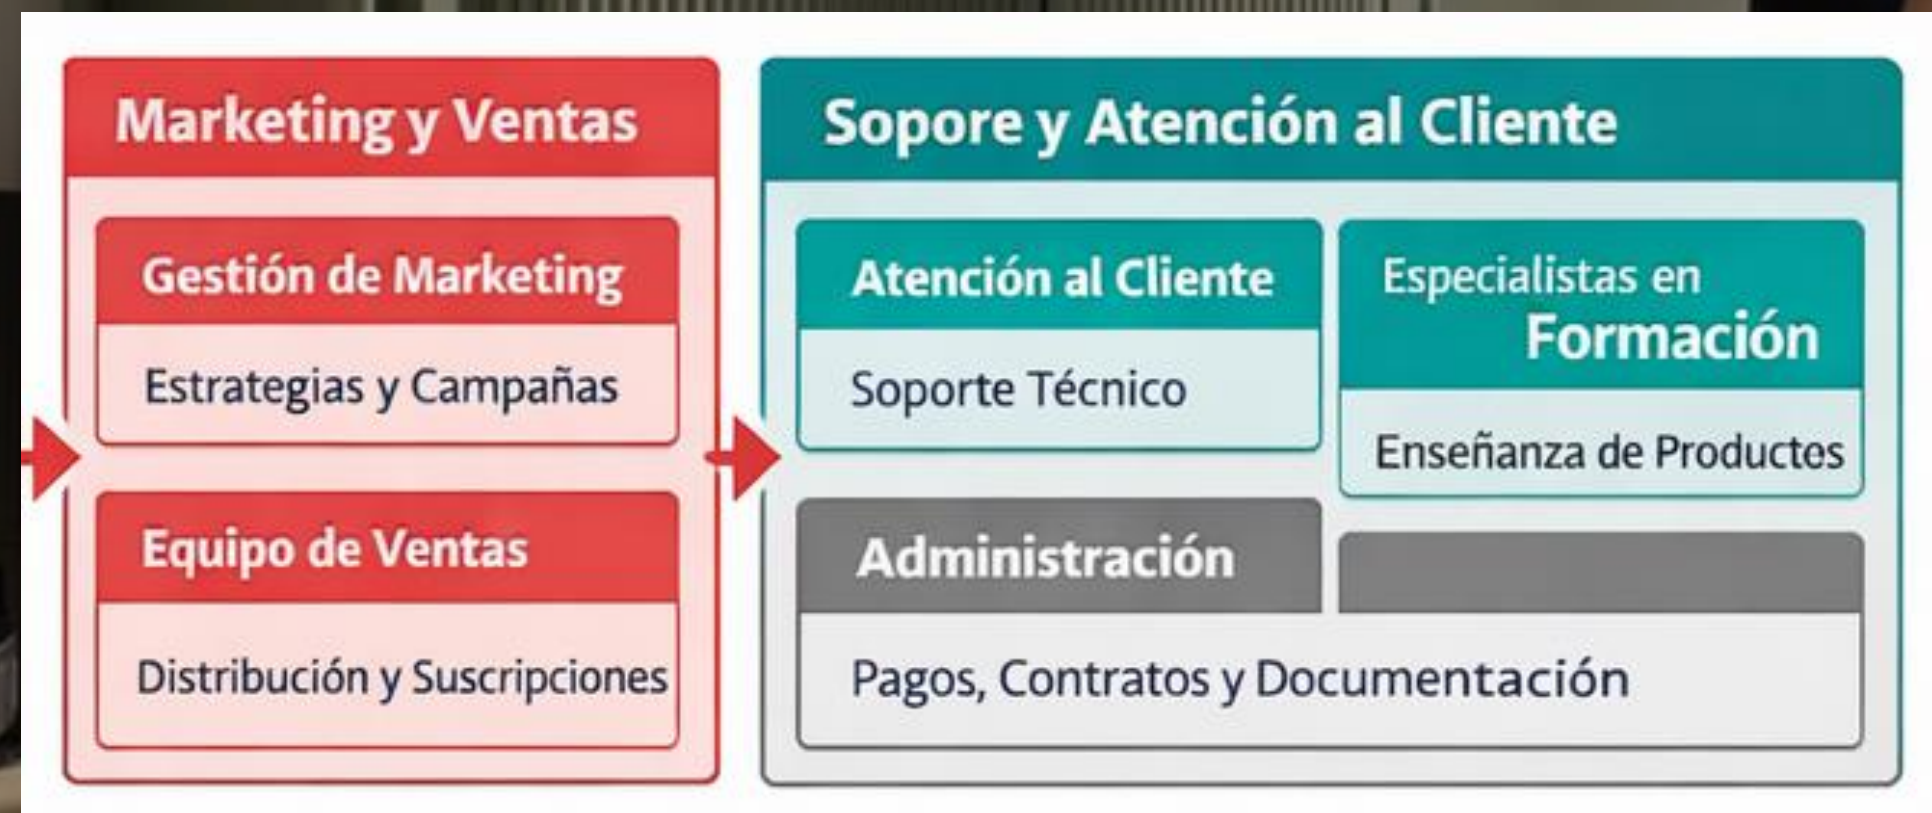 Marketing y Ventas
Gestión de Marketing
Estrategias y Campañas
Equipo de Ventas
Distribución y Suscripciones
Sopore y Atención al Cliente
Atención al Cliente
Soporte Técnico
Especialistas en
Formación
Enseñanza de Productos
Administración
Pagos, Contratos y Documentación